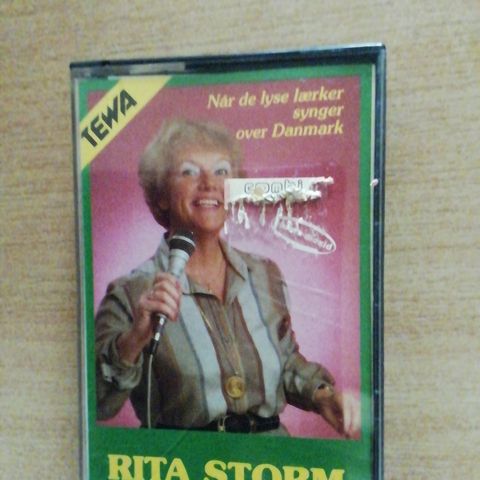 TEWA
Når de lyse lærker
synger
over Danmark
RITA STORM